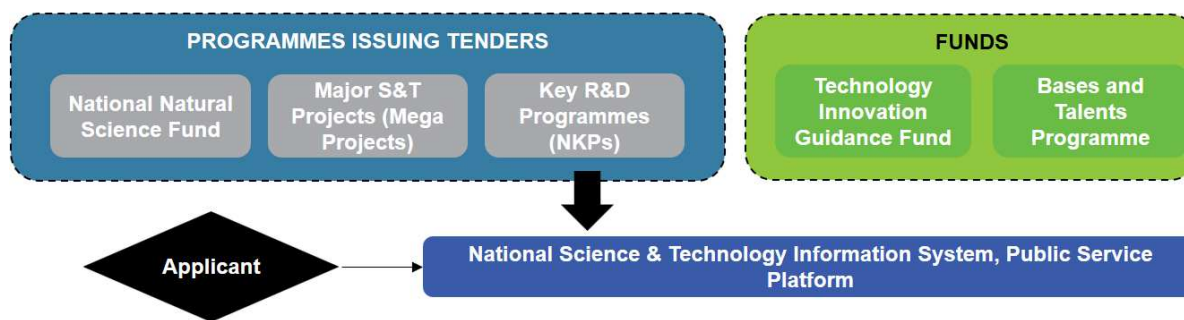 PROGRAMMES ISSUING TENDERS
National Natural
Science Fund
Major S&T
Projects (Mega
Projects)
Key R&D
Programmes
(NKPs)
FUNDS
Technology
Innovation
Guidance Fund
Bases and
Talents
Programme
Applicant
National Science & Technology Information System, Public Service
Platform